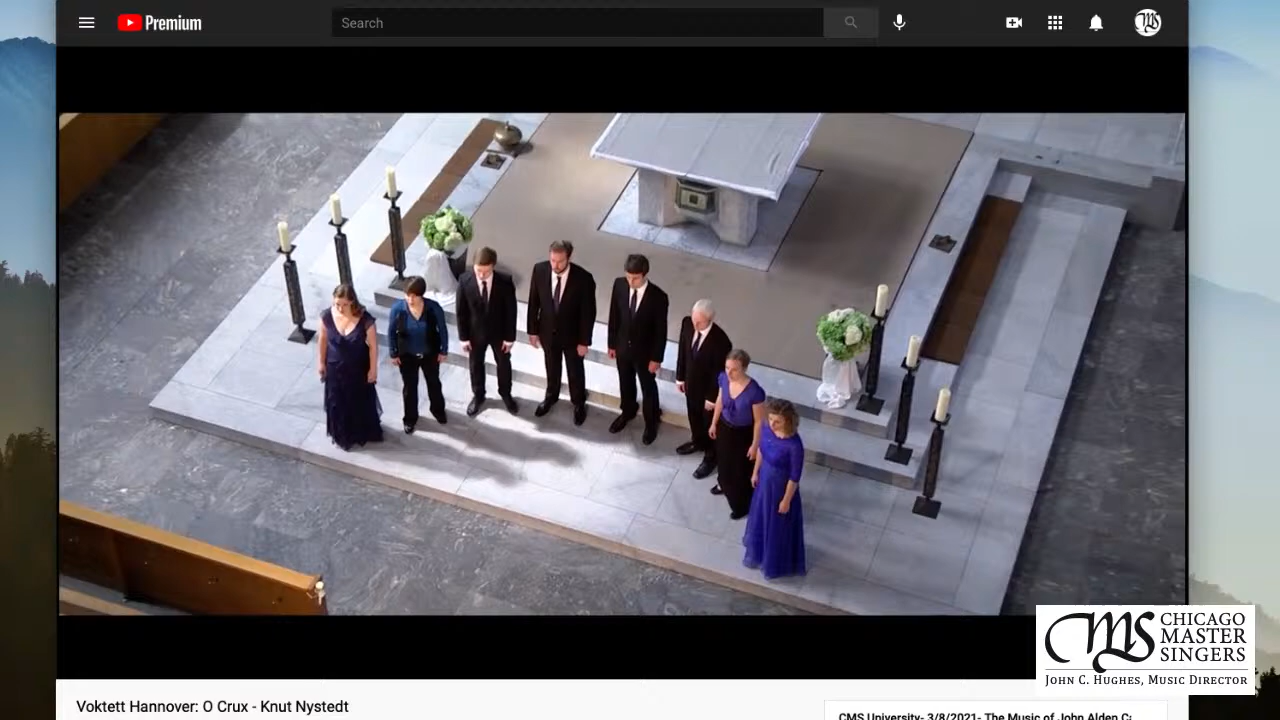 Premium
Search
CMS
CHICAGO
MASTER
SINGERS
JOHN C. HUGHES, MUSIC DIRECTOR
Voktett Hannover: O Crux - Knut Nystedt
CMS University- 3/8/2021- The Music of John Alden